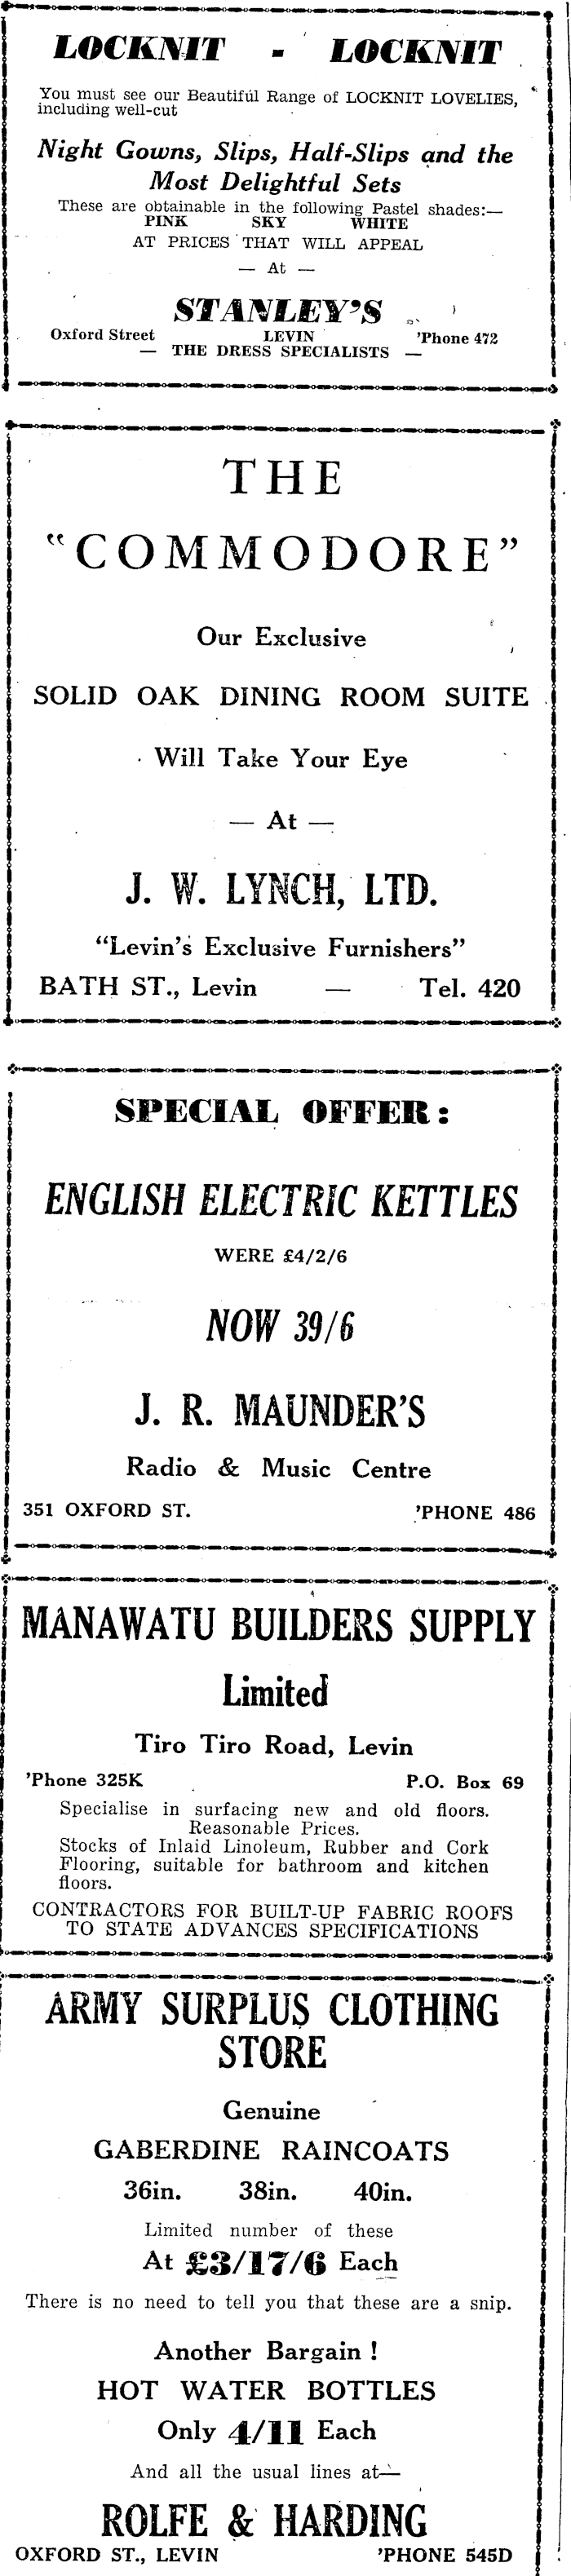 LOCKNIT - LOCKNIT
You must see our Beautiful Range of LOCKNIT LOVELIES,
including well-cut
Night Gowns, Slips, Half-Slips and the
Most Delightful Sets
These are obtainable in the following Pastel shades:—
PINK SKY WHITE
AT PRICES THAT WILL APPEAL
— At —
STANLEY'S
Oxford Street LEVIN 'Phone 472
— THE DRESS SPECIALISTS —
THE
"COMMODORE"
Our Exclusive
SOLID OAK DINING ROOM SUITE
Will Take Your Eye
— At —
J. W. LYNCH, LTD.
"Levin's Exclusive Furnishers"
BATH ST., Levin — Tel. 420
SPECIAL OFFER:
ENGLISH ELECTRIC KETTLES
WERE £4/2/6
NOW 39/6
J. R. MAUNDER'S
Radio & Music Centre
351 OXFORD ST. 'PHONE 486
MANAWATU BUILDERS SUPPLY
Limited
Tiro Tiro Road, Levin
'Phone 325K P.O. Box 69
Specialise in surfacing new and old floors.
Reasonable Prices.
Stocks of Inlaid Linoleum, Rubber and Cork
Flooring, suitable for bathroom and kitchen
floors.
CONTRACTORS FOR BUILT-UP FABRIC ROOFS
TO STATE ADVANCES SPECIFICATIONS
ARMY SURPLUS CLOTHING
STORE
Genuine
GABERDINE RAINCOATS
36in. 38in. 40in.
Limited number of these
At £3/17/6 Each
There is no need to tell you that these are a snip.
Another Bargain !
HOT WATER BOTTLES
Only 4/11 Each
And all the usual lines at—
ROLFE & HARDING
OXFORD ST., LEVIN 'PHONE 545D